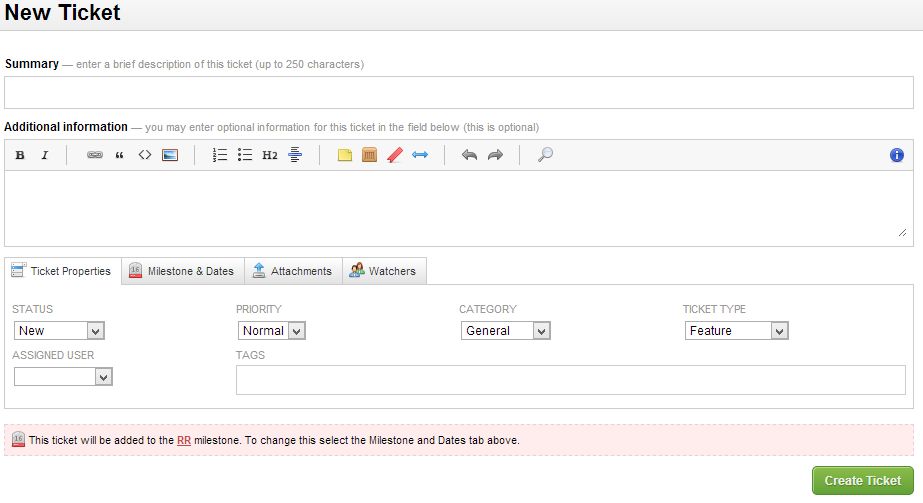 New Ticket
Summary — enter a brief description of this ticket (up to 250 characters)
Additional information — you may enter optional information for this ticket in the field below (this is optional)
B I “ <> H2 i
Ticket Properties 16 Milestone & Dates Attachments Watchers
STATUS PRIORITY CATEGORY TICKET TYPE
New Normal General Feature
ASSIGNED USER TAGS
16 This ticket will be added to the RR milestone. To change this select the Milestone and Dates tab above.
Create Ticket